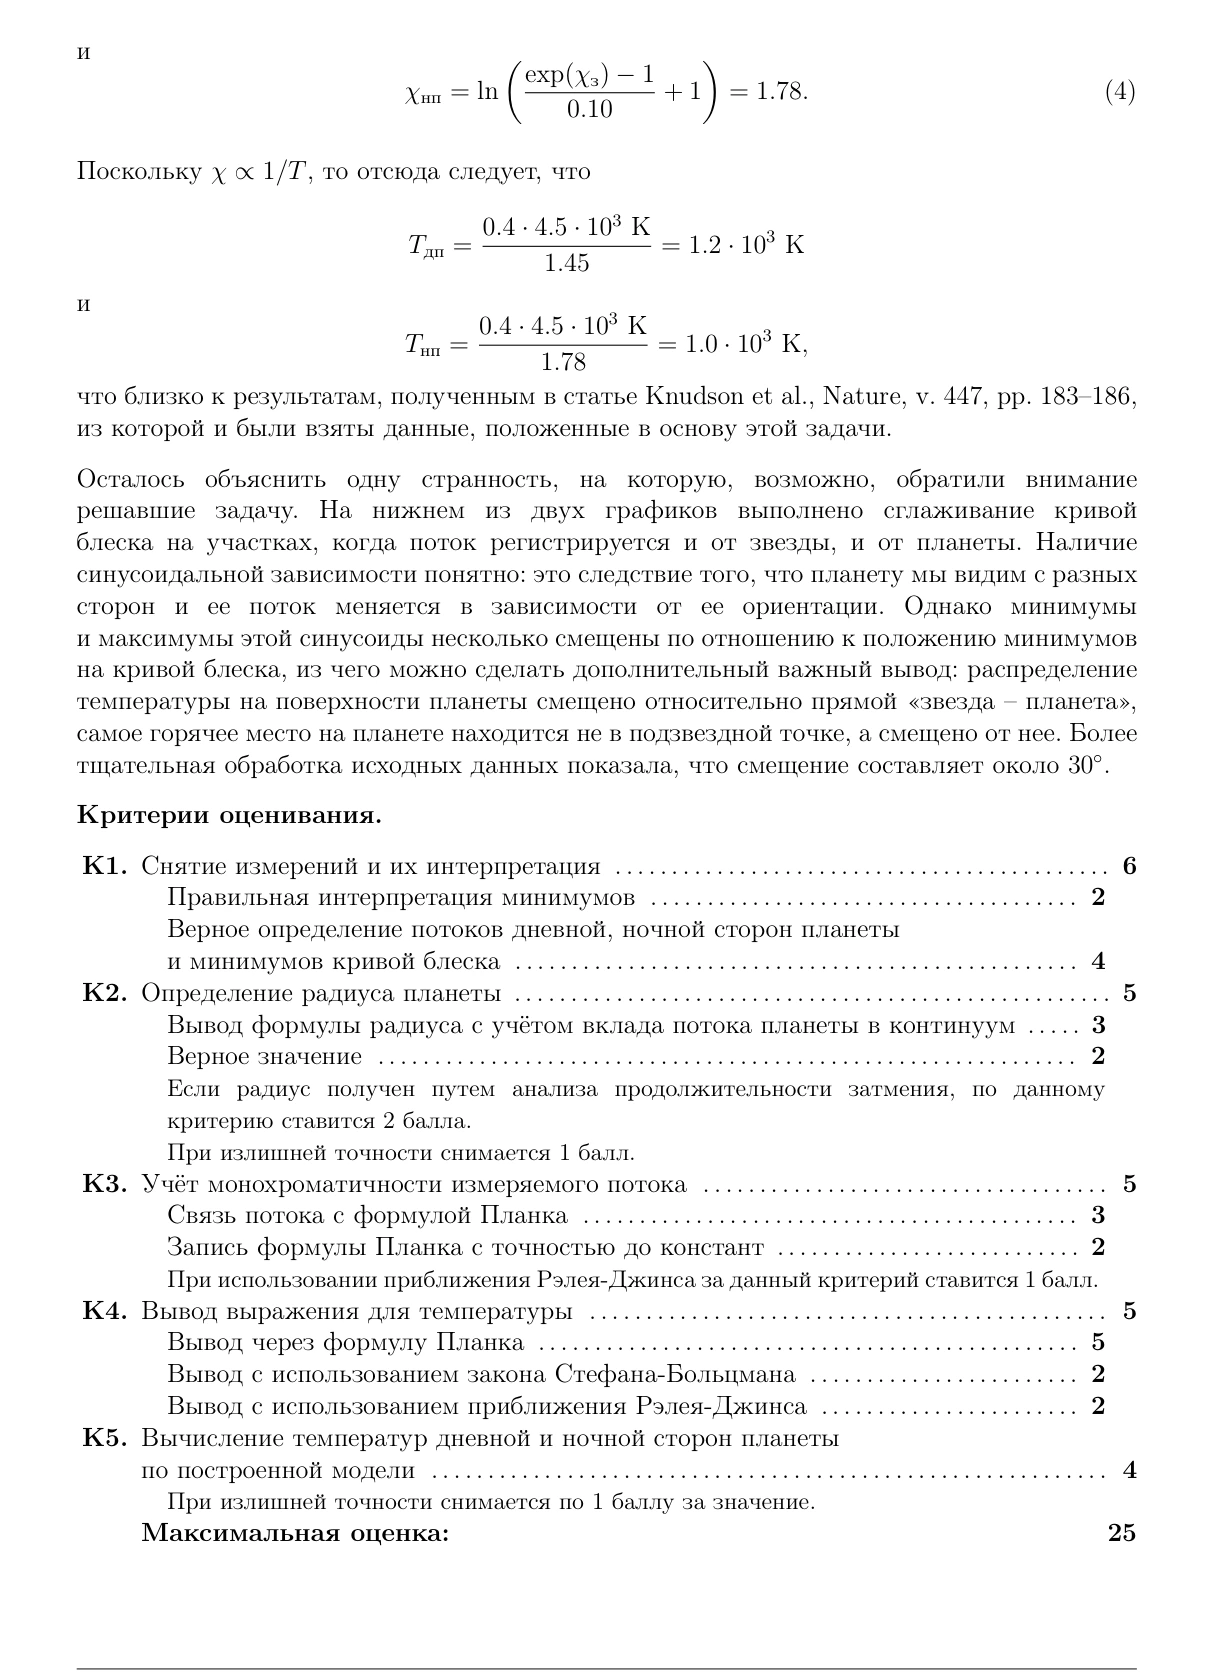 и
χнп = ln ( (exp(χз) − 1) / 0.10 + 1 ) = 1.78. (4)
Поскольку χ ∝ 1/T, то отсюда следует, что
Tдп = (0.4 · 4.5 · 10³ K) / 1.45 = 1.2 · 10³ K
и
Tнп = (0.4 · 4.5 · 10³ K) / 1.78 = 1.0 · 10³ K,
что близко к результатам, полученным в статье Knudson et al., Nature, v. 447, pp. 183–186,
из которой и были взяты данные, положенные в основу этой задачи.
Осталось объяснить одну странность, на которую, возможно, обратили внимание
решавшие задачу. На нижнем из двух графиков выполнено сглаживание кривой
блеска на участках, когда поток регистрируется и от звезды, и от планеты. Наличие
синусоидальной зависимости понятно: это следствие того, что планету мы видим с разных
сторон и ее поток меняется в зависимости от ее ориентации. Однако минимумы
и максимумы этой синусоиды несколько смещены по отношению к положению минимумов
на кривой блеска, из чего можно сделать дополнительный важный вывод: распределение
температуры на поверхности планеты смещено относительно прямой «звезда – планета»,
самое горячее место на планете находится не в подзвездной точке, а смещено от нее. Более
тщательная обработка исходных данных показала, что смещение составляет около 30°.
Критерии оценивания.
K1. Снятие измерений и их интерпретация ........................................... 6
Правильная интерпретация минимумов ..................................... 2
Верное определение потоков дневной, ночной сторон планеты
и минимумов кривой блеска ................................................. 4
K2. Определение радиуса планеты .................................................... 5
Вывод формулы радиуса с учётом вклада потока планеты в континуум ..... 3
Верное значение ............................................................. 2
Если радиус получен путем анализа продолжительности затмения, по данному
критерию ставится 2 балла.
При излишней точности снимается 1 балл.
K3. Учёт монохроматичности измеряемого потока .................................... 5
Связь потока с формулой Планка ............................................ 3
Запись формулы Планка с точностью до констант ........................... 2
При использовании приближения Рэлея-Джинса за данный критерий ставится 1 балл.
K4. Вывод выражения для температуры .............................................. 5
Вывод через формулу Планка ............................................... 5
Вывод с использованием закона Стефана-Больцмана ........................ 2
Вывод с использованием приближения Рэлея-Джинса ....................... 2
K5. Вычисление температур дневной и ночной сторон планеты
по построенной модели ........................................................... 4
При излишней точности снимается по 1 баллу за значение.
Максимальная оценка: 25